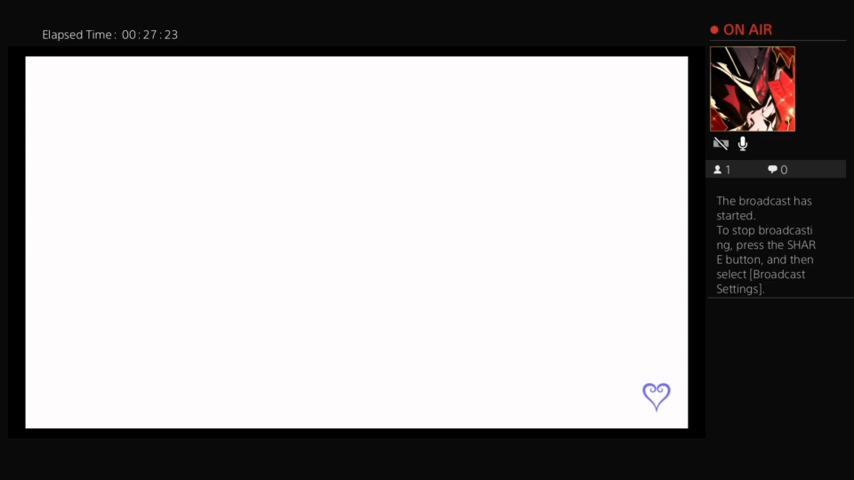 Elapsed Time: 00:27:23
ON AIR
1 0
The broadcast has
started.
To stop broadcasti
ng, press the SHAR
E button, and then
select [Broadcast
Settings].